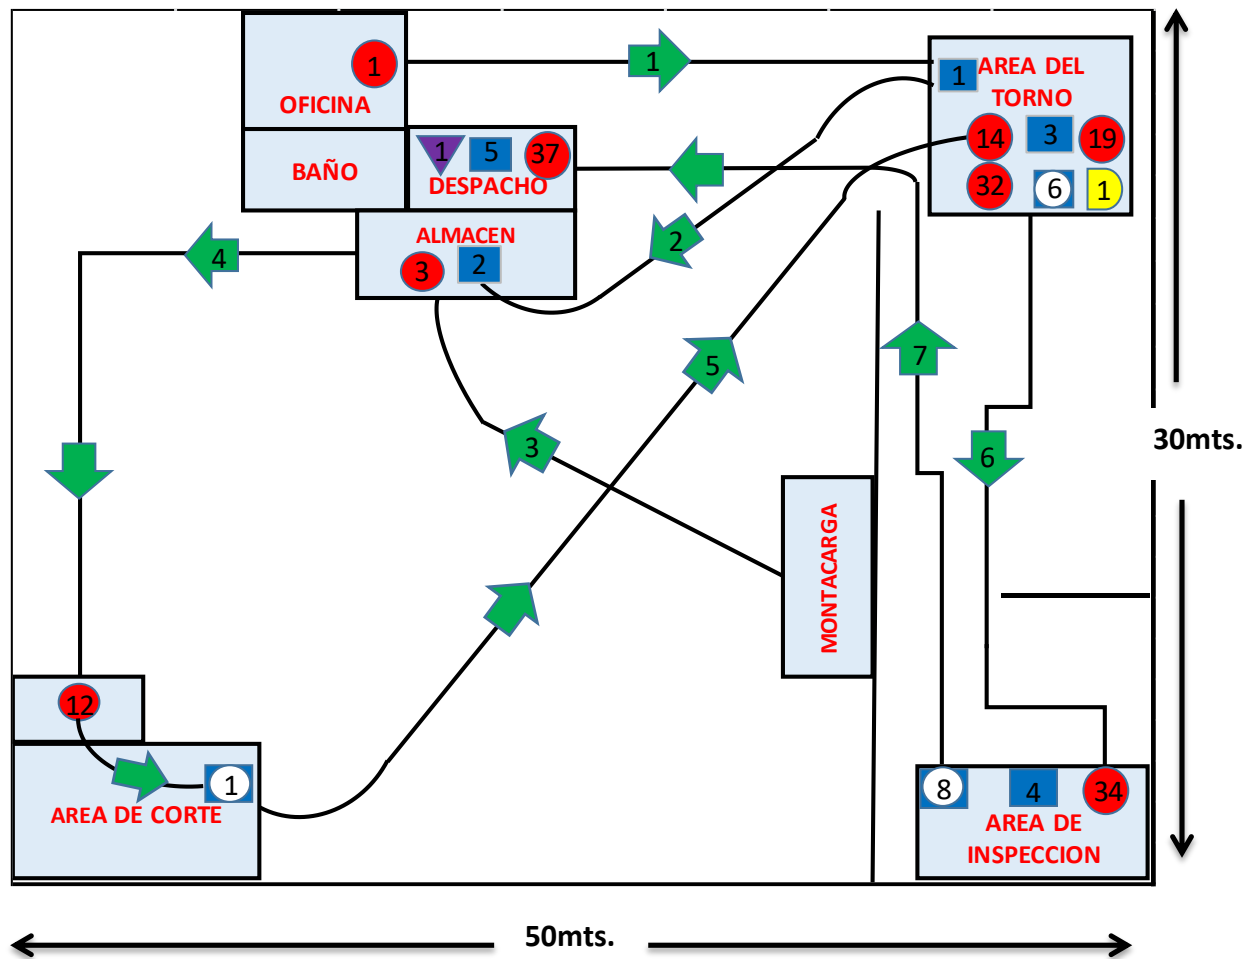 1
OFICINA
1
1
AREA DEL
TORNO
14
3
19
32
6
1
BAÑO
1
5
37
DESPACHO
ALMACEN
3
2
2
4
5
7
3
6
30mts.
MONTACARGA
12
1
AREA DE CORTE
8
4
34
AREA DE
INSPECCION
50mts.